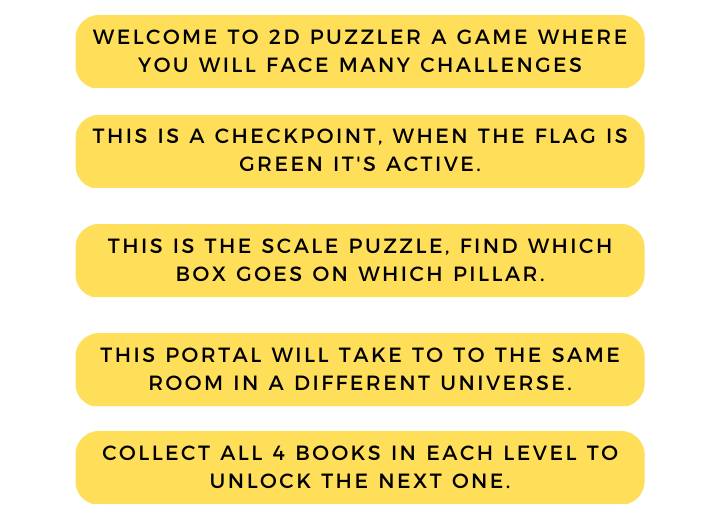 WELCOME TO 2D PUZZLER A GAME WHERE
YOU WILL FACE MANY CHALLENGES
THIS IS A CHECKPOINT, WHEN THE FLAG IS
GREEN IT'S ACTIVE.
THIS IS THE SCALE PUZZLE, FIND WHICH
BOX GOES ON WHICH PILLAR.
THIS PORTAL WILL TAKE TO TO THE SAME
ROOM IN A DIFFERENT UNIVERSE.
COLLECT ALL 4 BOOKS IN EACH LEVEL TO
UNLOCK THE NEXT ONE.